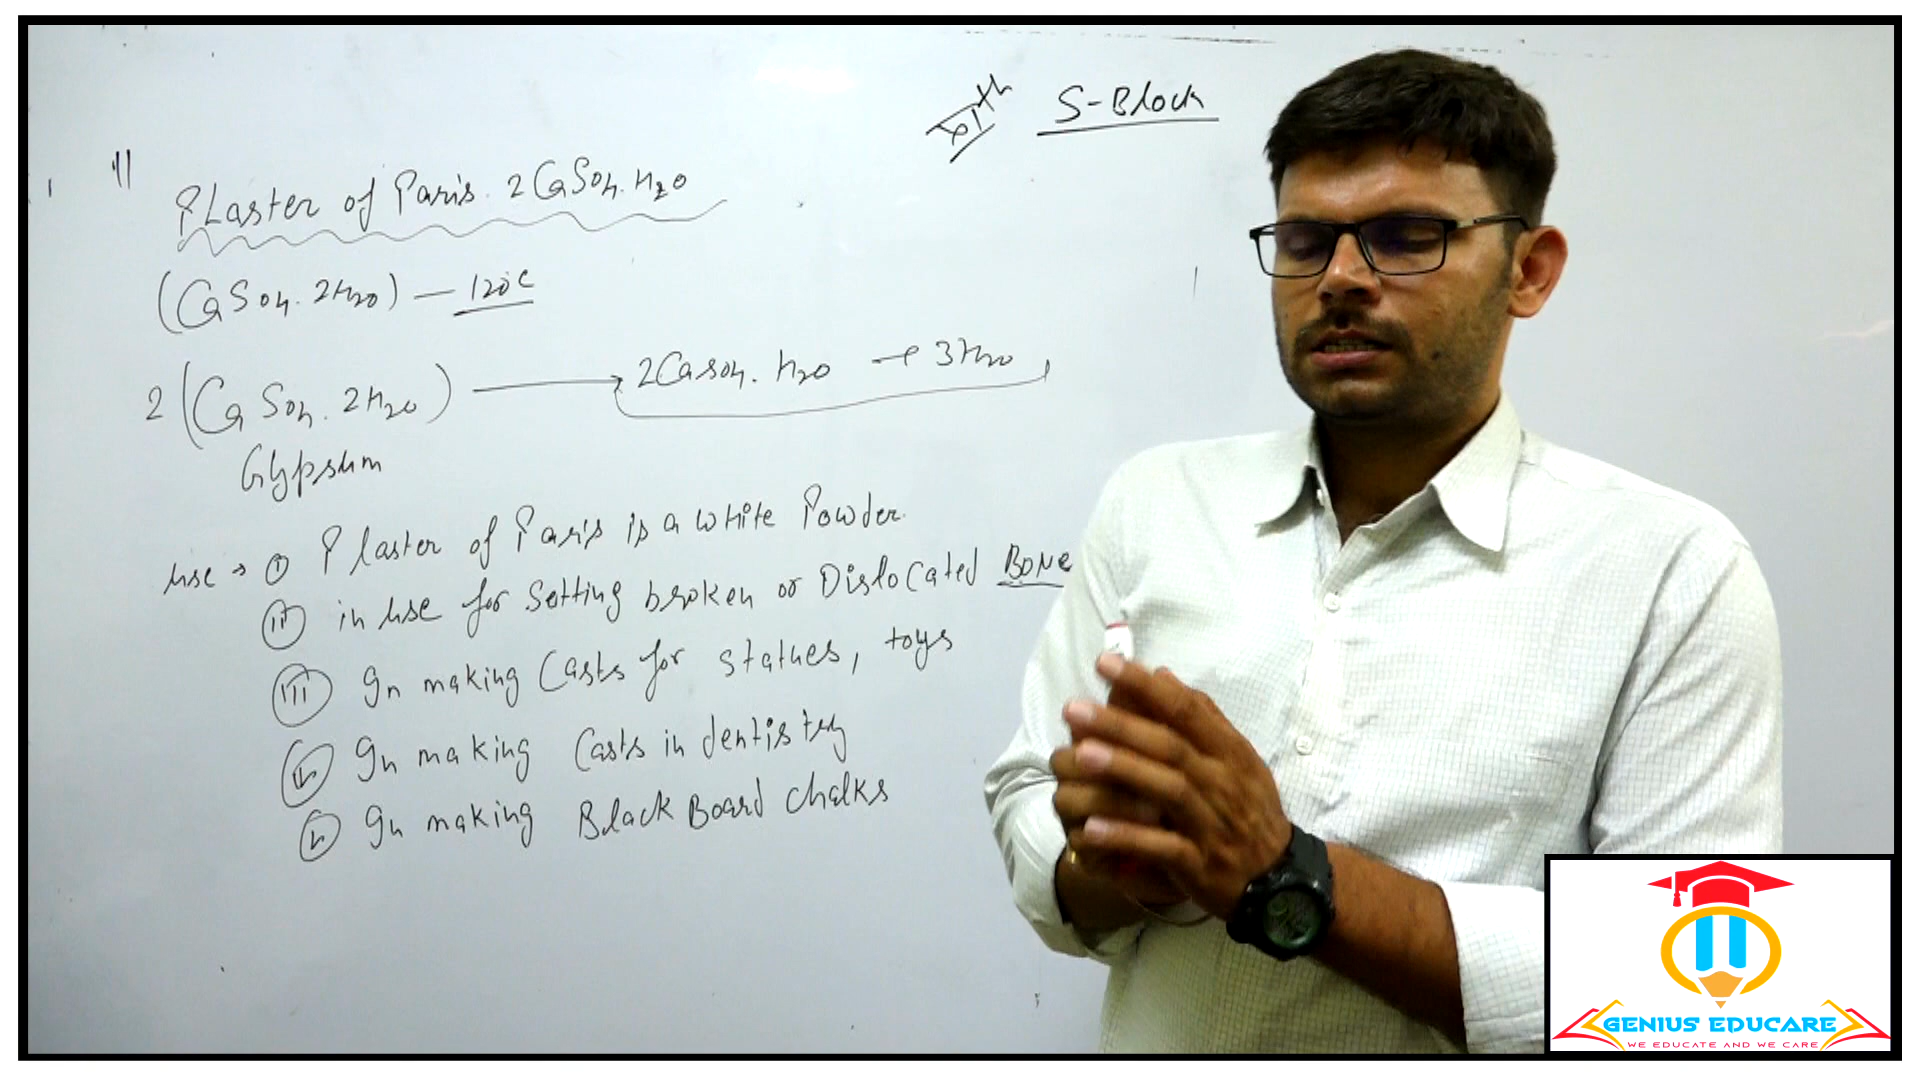 S-Block
11
Plaster of Paris. 2CaSO4.H2O
(CaSO4.2H2O) — 120°C
2(CaSO4.2H2O) → 2CaSO4.H2O + 3H2O
Gypsum
use → (i) Plaster of Paris is a white Powder.
(ii) in use for Setting broken or Dislocated BONE
(iii) In making Casts for statues, toys
(iv) In making Casts in dentistry
(v) In making Black Board chalks
GENIUS EDUCARE
WE EDUCATE AND WE CARE